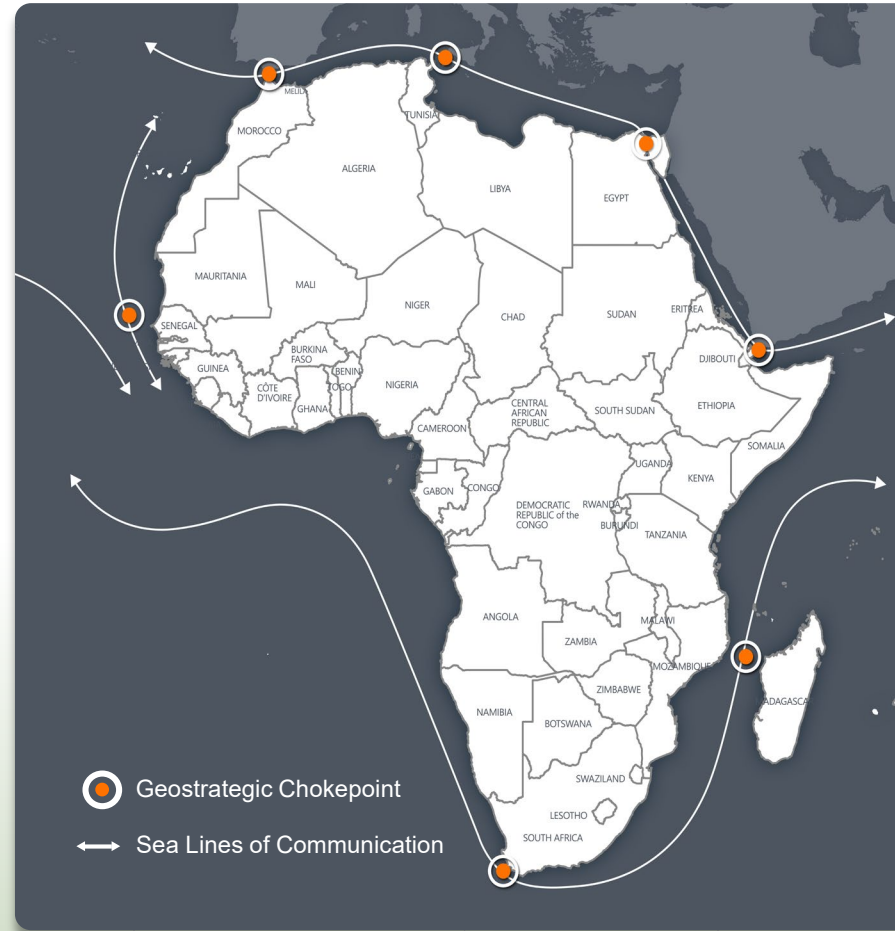 MELILA
MOROCCO
TUNISIA
ALGERIA
LIBYA
EGYPT
MAURITANIA
MALI
NIGER
CHAD
SUDAN
ERITREA
SENEGAL
DJIBOUTI
GUINEA
BURKINA
FASO
BENIN
TOGO
NIGERIA
CÔTE
D'IVOIRE
GHANA
CENTRAL
AFRICAN
REPUBLIC
SOUTH SUDAN
ETHIOPIA
CAMEROON
SOMALIA
UGANDA
KENYA
GABON
CONGO
DEMOCRATIC
REPUBLIC of the
CONGO
RWANDA
BURUNDI
TANZANIA
ANGOLA
MALAWI
ZAMBIA
MOZAMBIQUE
ZIMBABWE
NAMIBIA
BOTSWANA
ADAGASCA
SWAZILAND
LESOTHO
SOUTH AFRICA
Geostrategic Chokepoint
Sea Lines of Communication